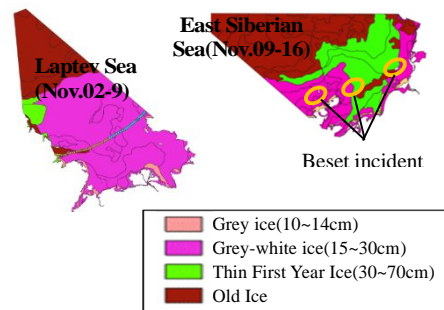 Laptev Sea
(Nov.02-9)
East Siberian
Sea(Nov.09-16)
Beset incident
Grey ice(10~14cm)
Grey-white ice(15~30cm)
Thin First Year Ice(30~70cm)
Old Ice